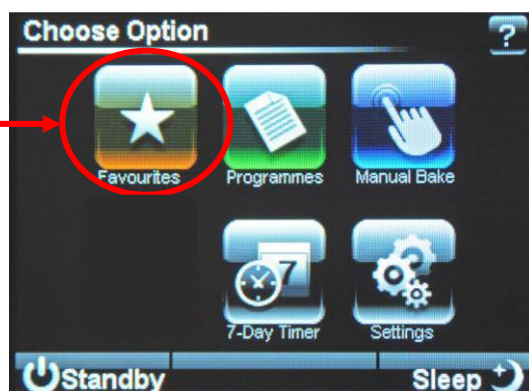 Choose Option
?
Favourites Programmes Manual Bake
7
7-Day Timer Settings
Standby Sleep